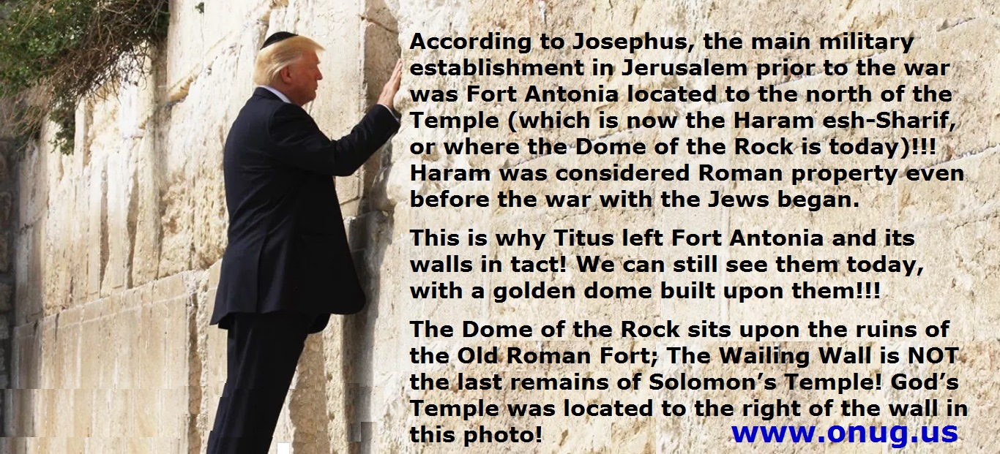 According to Josephus, the main military
establishment in Jerusalem prior to the war
was Fort Antonia located to the north of the
Temple (which is now the Haram esh-Sharif,
or where the Dome of the Rock is today)!!!
Haram was considered Roman property even
before the war with the Jews began.
This is why Titus left Fort Antonia and its
walls in tact! We can still see them today,
with a golden dome built upon them!!!
The Dome of the Rock sits upon the ruins of
the Old Roman Fort; The Wailing Wall is NOT
the last remains of Solomon’s Temple! God’s
Temple was located to the right of the wall in
this photo!
www.onug.us